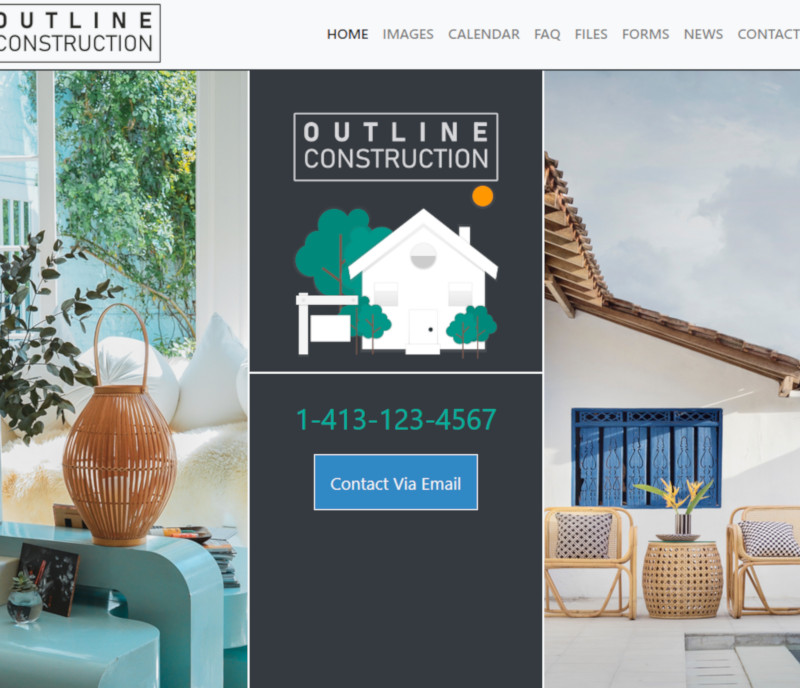 OUTLINE
CONSTRUCTION
HOME IMAGES CALENDAR FAQ FILES FORMS NEWS CONTACT
OUTLINE
CONSTRUCTION
1-413-123-4567
Contact Via Email